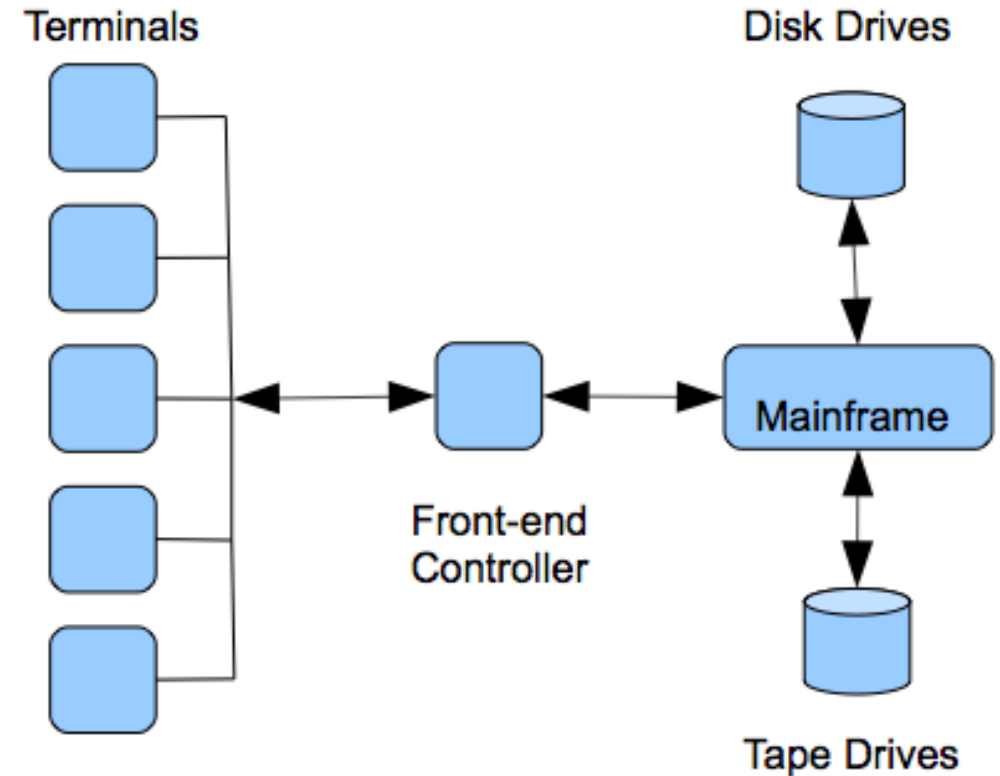 Terminals
Disk Drives
Mainframe
Front-end
Controller
Tape Drives